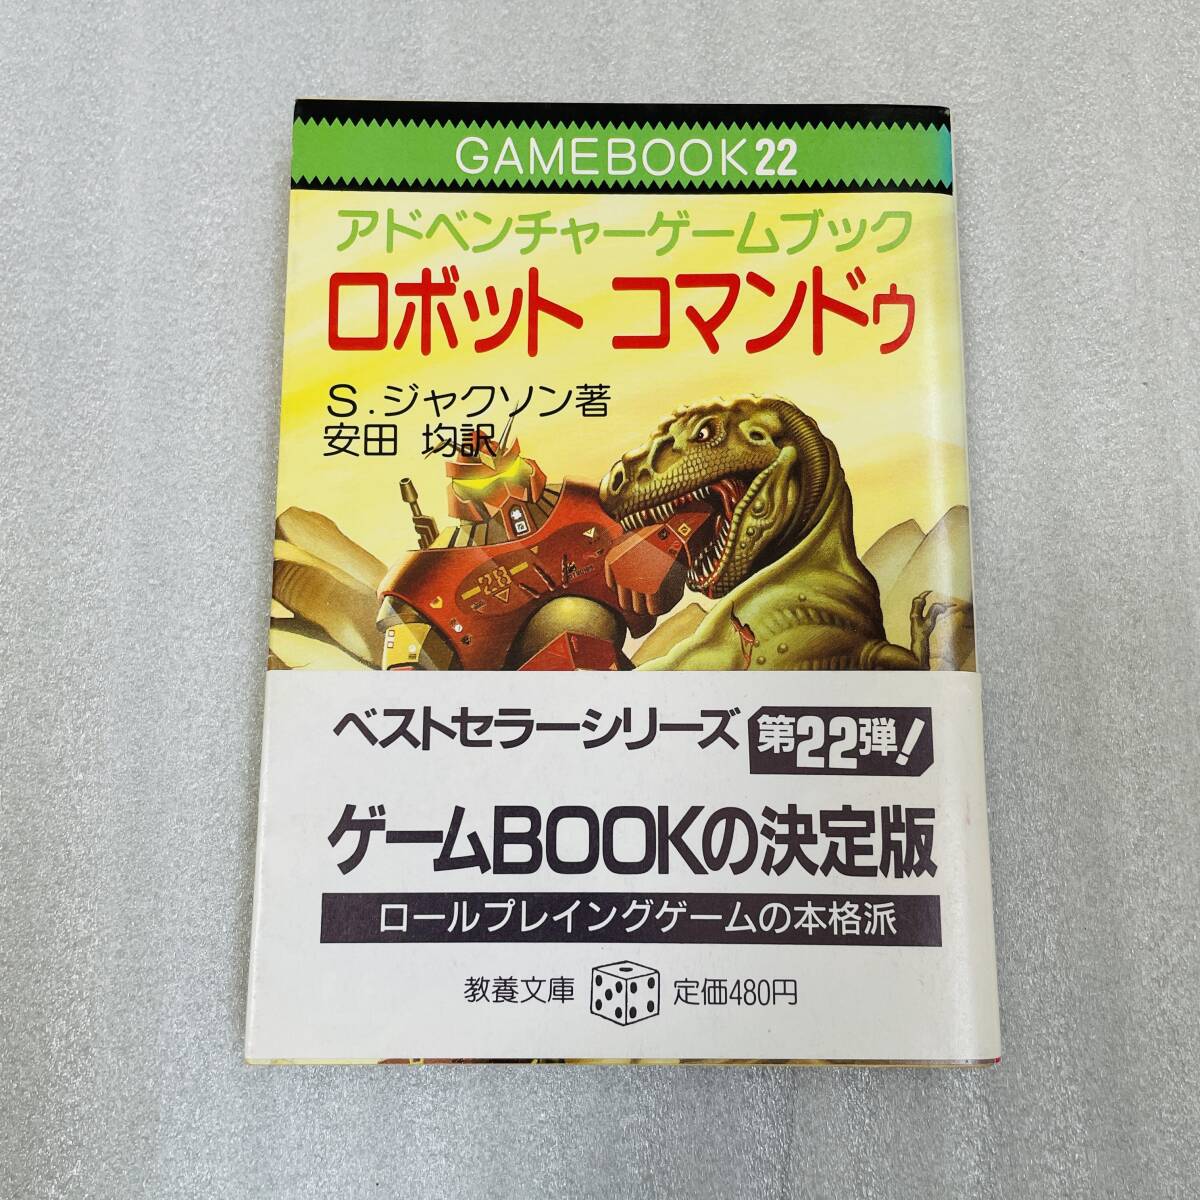 GAMEBOOK22
アドベンチャーゲームブック
ロボット コマンドゥ
S.ジャクソン著
安田 均訳
ベストセラーシリーズ 第22弾!
ゲームBOOKの決定版
ロールプレイングゲームの本格派
教養文庫 定価480円